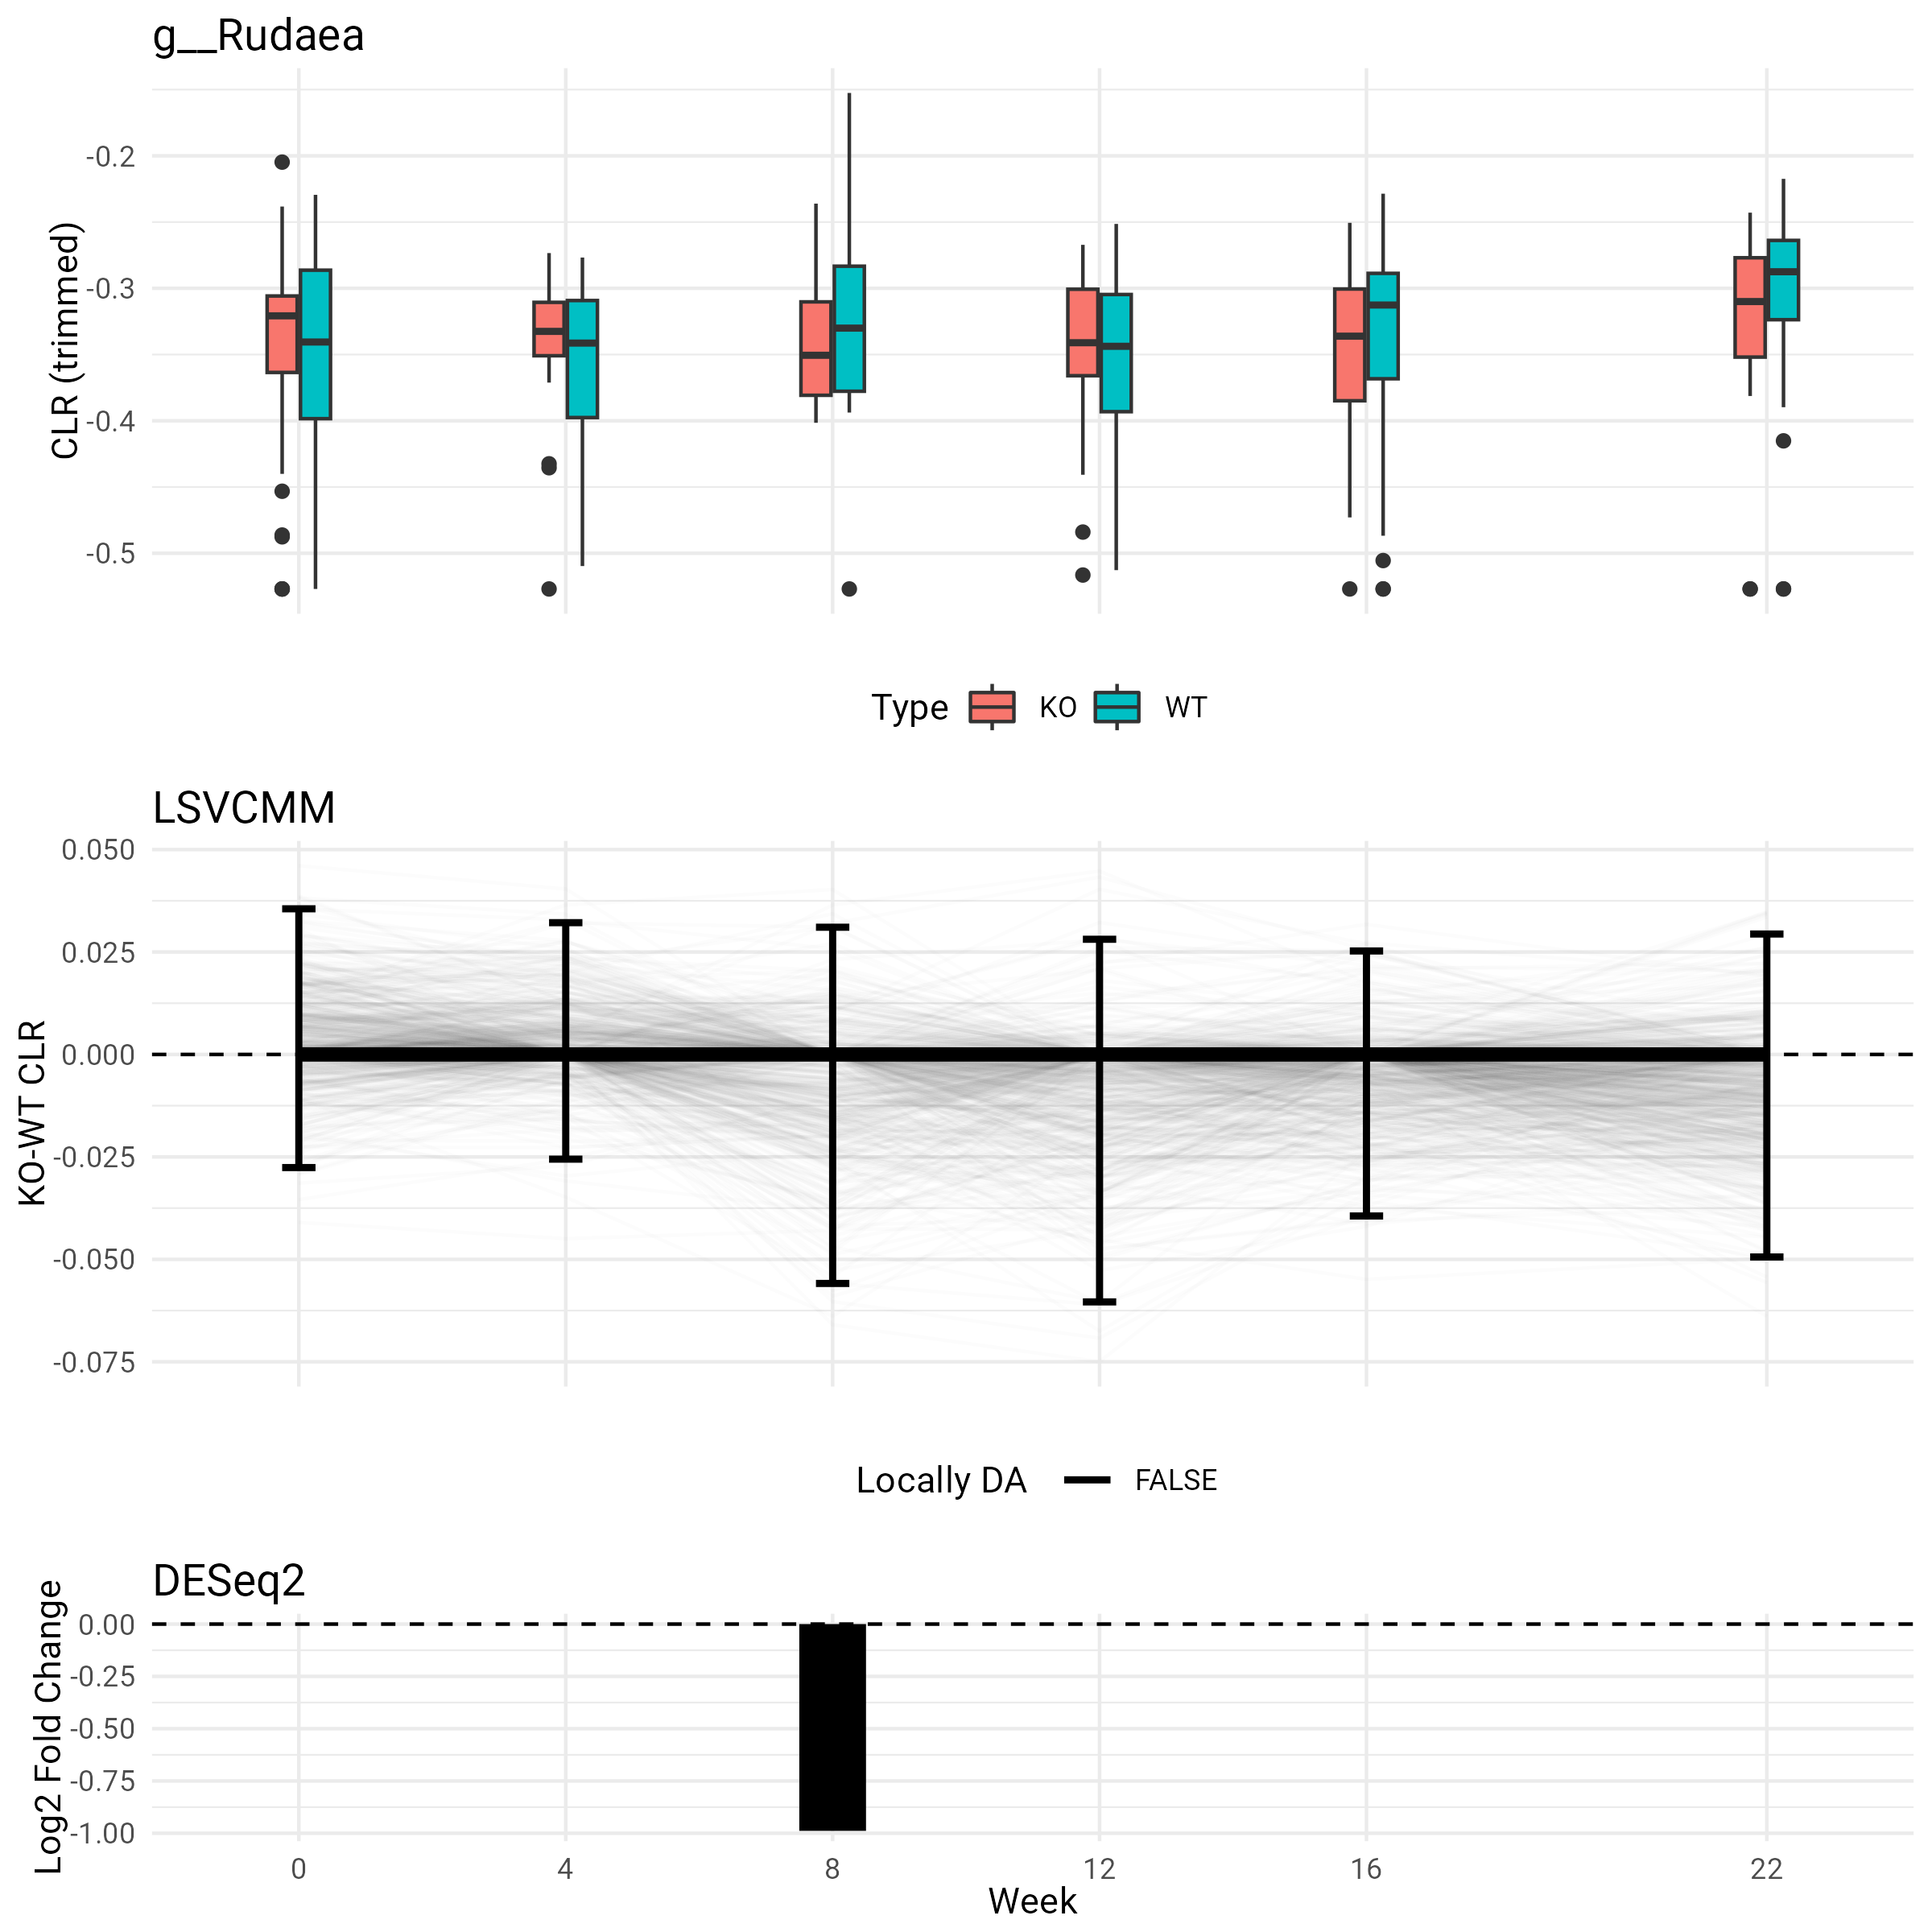 g__Rudaea
CLR (trimmed)
-0.2
-0.3
-0.4
-0.5
Type KO WT
LSVCMM
KO-WT CLR
0.050
0.025
0.000
-0.025
-0.050
-0.075
Locally DA FALSE
DESeq2
Log2 Fold Change
0.00
-0.25
-0.50
-0.75
-1.00
0 4 8 12 16 22
Week